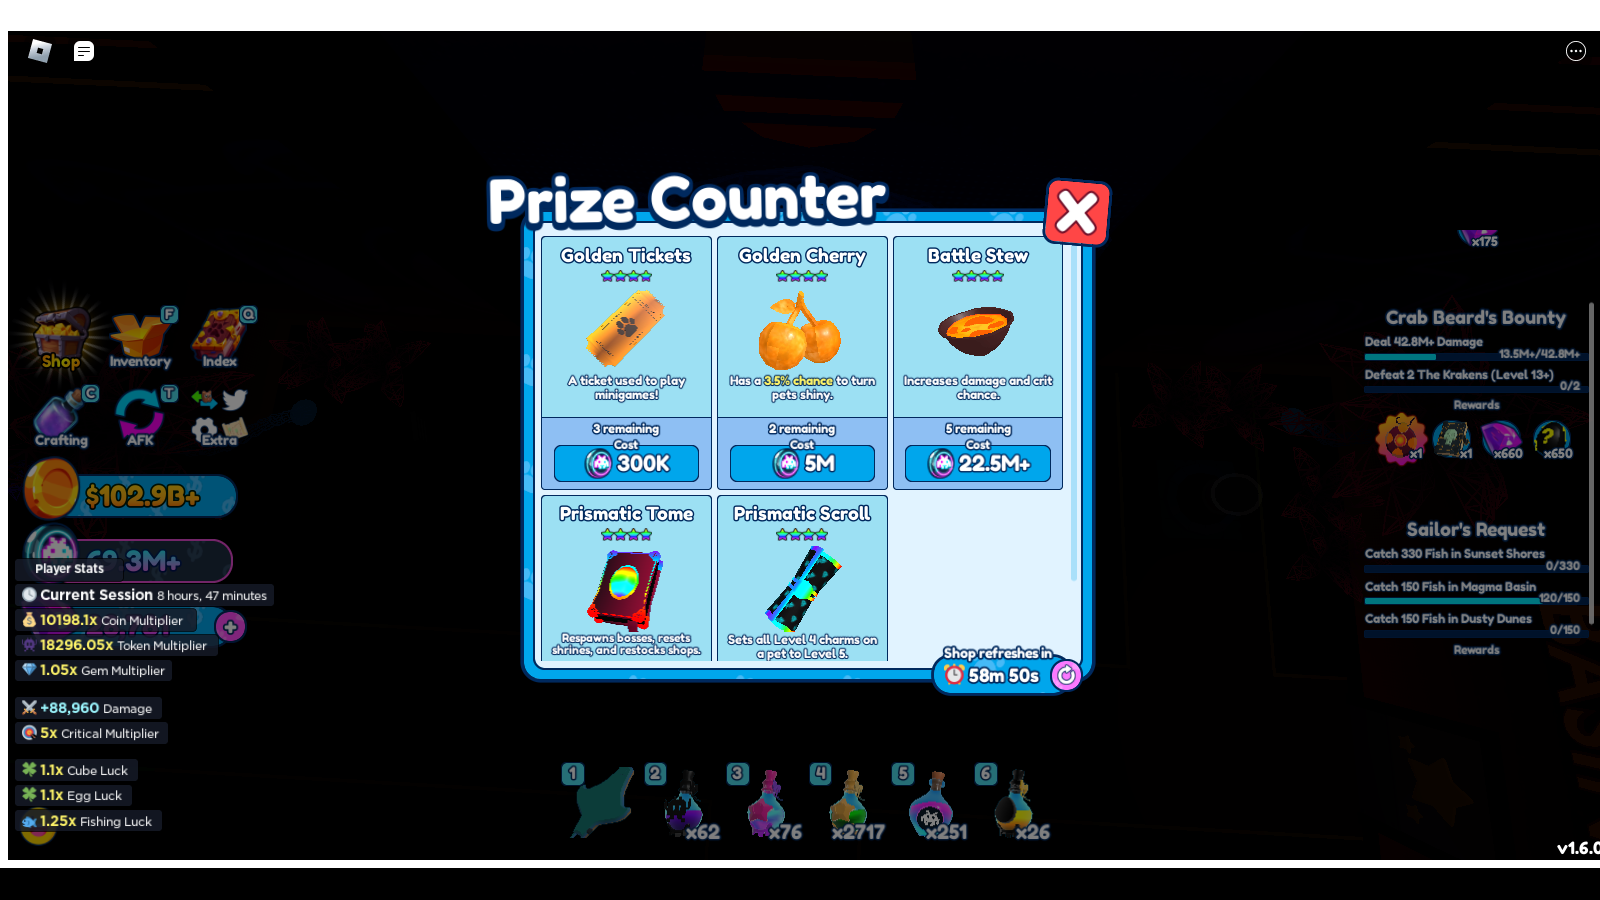 Prize Counter
Golden Tickets
A ticket used to play
minigames!
3 remaining
Cost
300K
Golden Cherry
Has a 3.5% chance to turn
pets shiny.
2 remaining
Cost
5M
Battle Stew
Increases damage and crit
chance.
5 remaining
Cost
22.5M+
Prismatic Tome
Respawns bosses, resets
shrines, and restocks shops.
Prismatic Scroll
Sets all Level 4 charms on
a pet to Level 5.
Shop refreshes in
58m 50s
Shop
F
Inventory
Q
Index
C
Crafting
T
AFK
Extra
$102.9B+
.3M+
Player Stats
Current Session 8 hours, 47 minutes
10198.1x Coin Multiplier
18296.05x Token Multiplier
1.05x Gem Multiplier
+88,960 Damage
5x Critical Multiplier
1.1x Cube Luck
1.1x Egg Luck
1.25x Fishing Luck
1
2
x62
3
x76
4
x2717
5
x251
6
x26
x175
Crab Beard's Bounty
Deal 42.8M+ Damage
13.5M+/42.8M+
Defeat 2 The Krakens (Level 13+)
0/2
Rewards
x1
x1
x660
?
x650
Sailor's Request
Catch 330 Fish in Sunset Shores
0/330
Catch 150 Fish in Magma Basin
120/150
Catch 150 Fish in Dusty Dunes
0/150
Rewards
v1.6.0